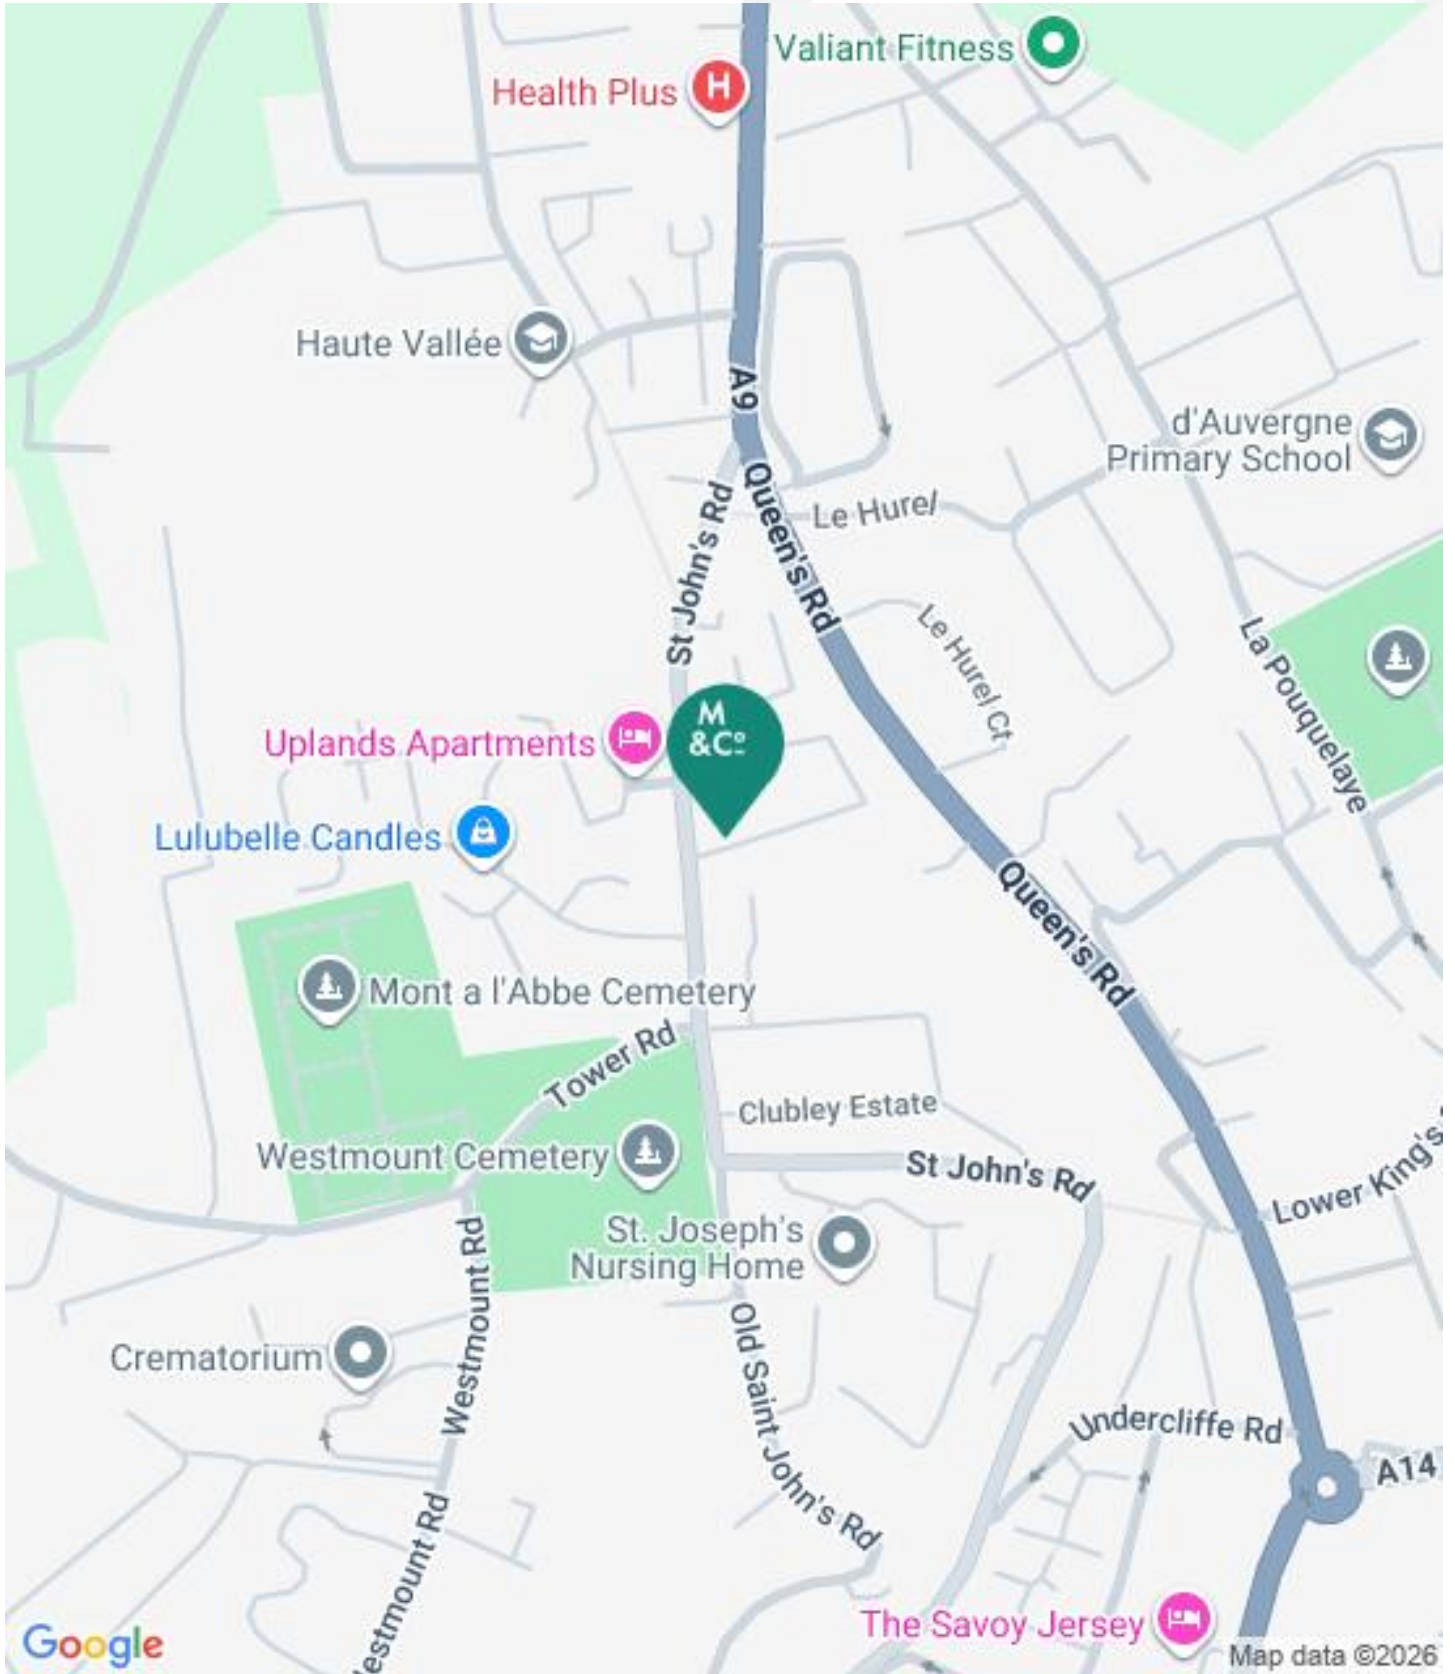 Valiant Fitness
Health Plus
H
Haute Vallée
A9
d'Auvergne
Primary School
St John's Rd
Queen's Rd
Le Hurel
Le Hurel Ct
La Pouquelaye
M
&Cº
Uplands Apartments
Lulubelle Candles
Queen's Rd
Mont a l'Abbe Cemetery
Tower Rd
Clubley Estate
Westmount Cemetery
St John's Rd
Lower King's
St. Joseph's
Nursing Home
Westmount Rd
Old Saint John's Rd
Crematorium
Undercliffe Rd
A14
estmount Rd
The Savoy Jersey
Google
Map data ©2026